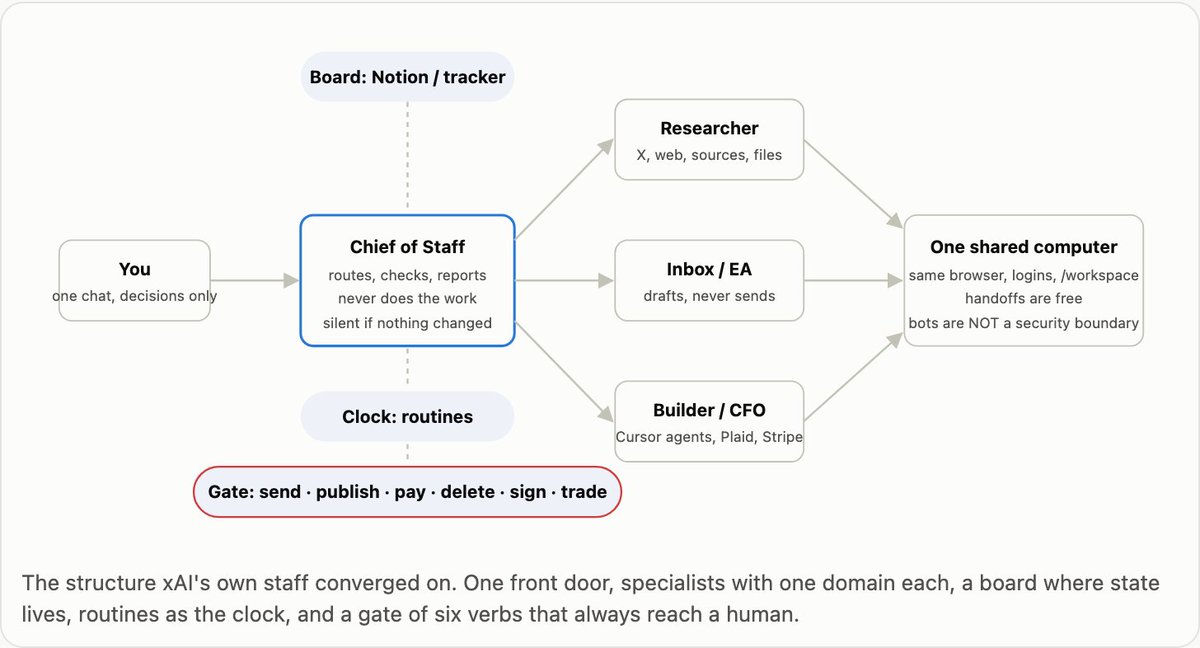 Board: Notion / tracker
Researcher
X, web, sources, files
You
one chat, decisions only
Chief of Staff
routes, checks, reports
never does the work
silent if nothing changed
Inbox / EA
drafts, never sends
One shared computer
same browser, logins, /workspace
handoffs are free
bots are NOT a security boundary
Clock: routines
Builder / CFO
Cursor agents, Plaid, Stripe
Gate: send · publish · pay · delete · sign · trade
The structure xAI's own staff converged on. One front door, specialists with one domain each, a board where state
lives, routines as the clock, and a gate of six verbs that always reach a human.